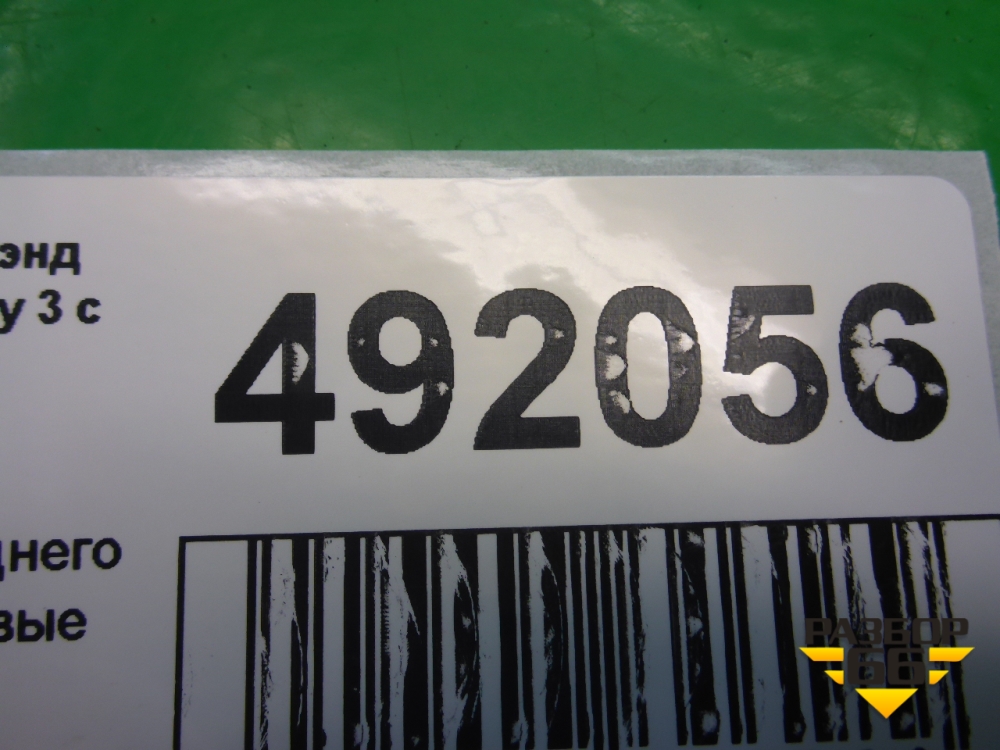 энд
у 3 с
492056
днего
вые
РАЗБОР
66